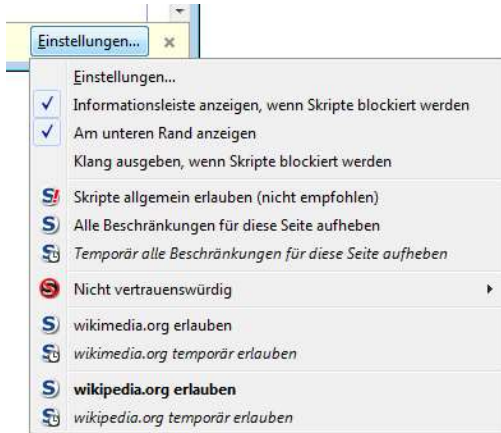 Einstellungen...
Einstellungen...
Informationsleiste anzeigen, wenn Skripte blockiert werden
Am unteren Rand anzeigen
Klang ausgeben, wenn Skripte blockiert werden
Skripte allgemein erlauben (nicht empfohlen)
Alle Beschränkungen für diese Seite aufheben
Temporär alle Beschränkungen für diese Seite aufheben
Nicht vertrauenswürdig
wikimedia.org erlauben
wikimedia.org temporär erlauben
wikipedia.org erlauben
wikipedia.org temporär erlauben